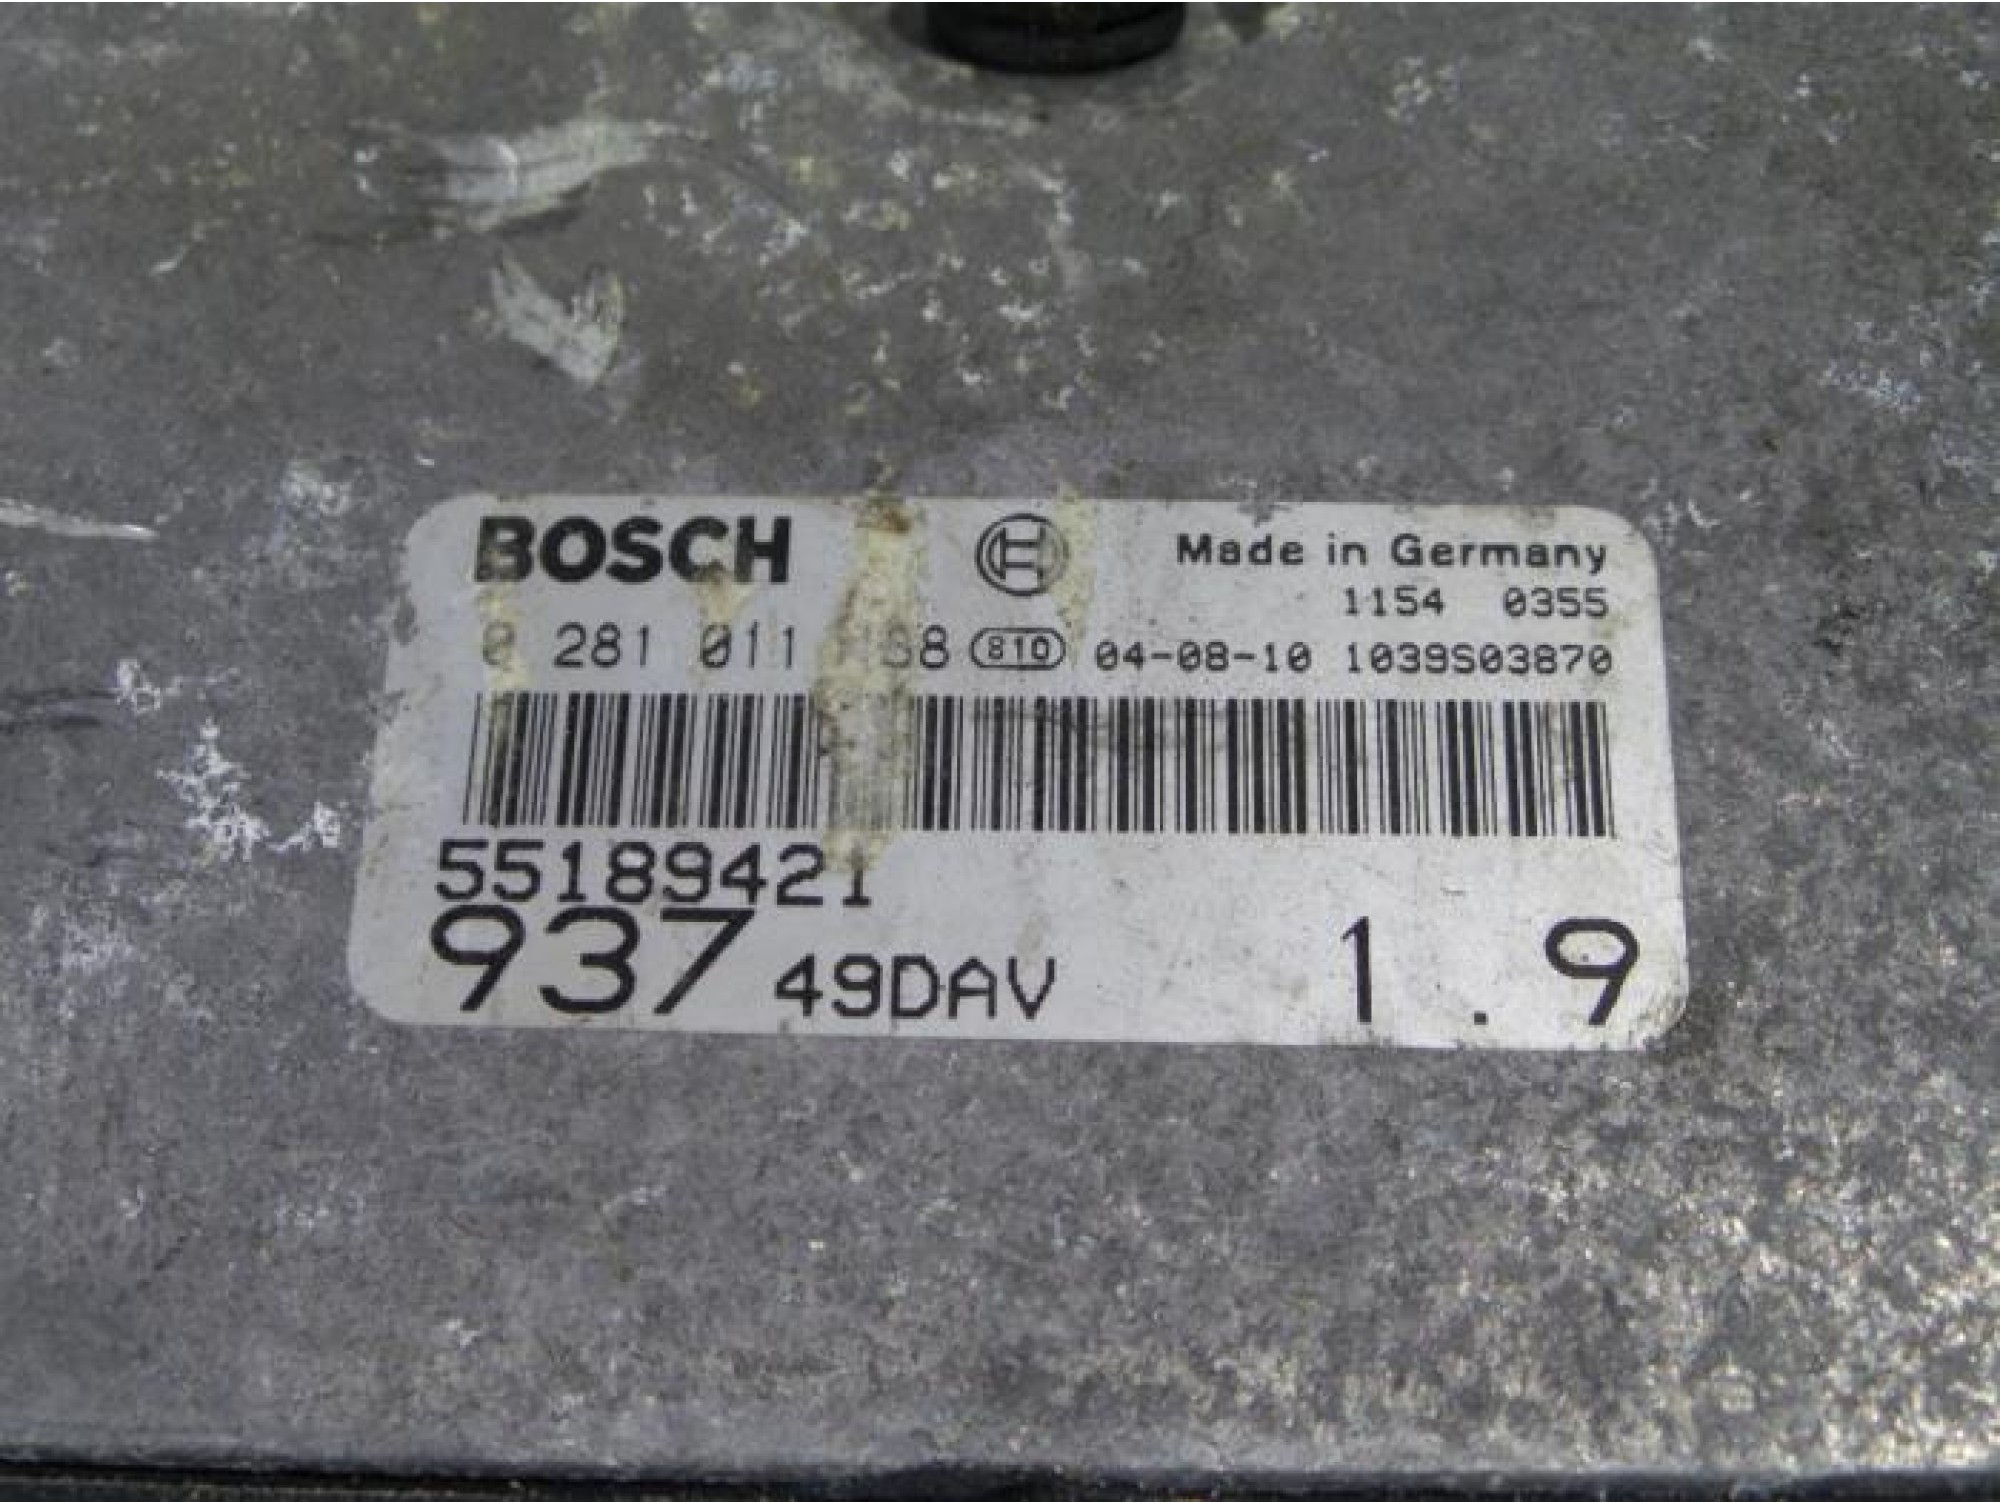 BOSCH
Made in Germany
1154 0355
0 281 011 810 04-08-10 1039S03870
55189421
937 49DAV 1.9